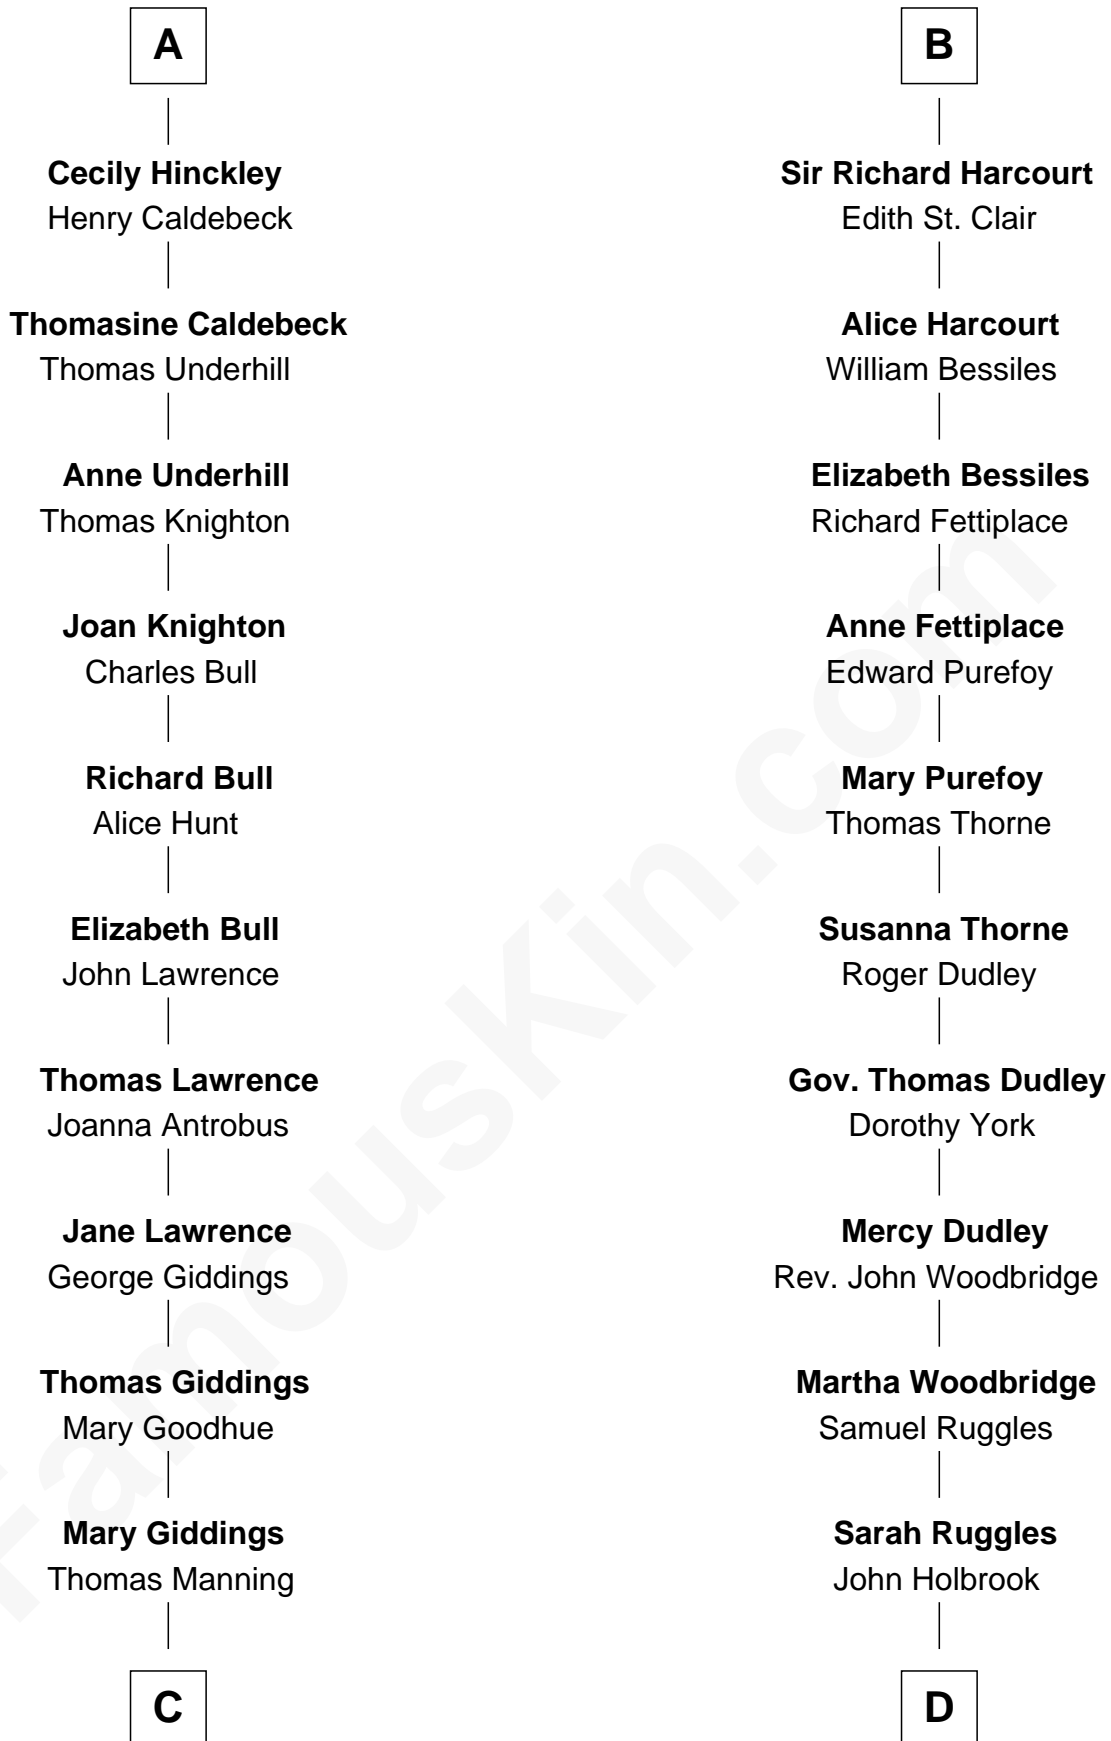 A
Cecily Hinckley
Henry Caldebeck
Thomasine Caldebeck
Thomas Underhill
Anne Underhill
Thomas Knighton
Joan Knighton
Charles Bull
Richard Bull
Alice Hunt
Elizabeth Bull
John Lawrence
Thomas Lawrence
Joanna Antrobus
Jane Lawrence
George Giddings
Thomas Giddings
Mary Goodhue
Mary Giddings
Thomas Manning
C
B
Sir Richard Harcourt
Edith St. Clair
Alice Harcourt
William Bessiles
Elizabeth Bessiles
Richard Fettiplace
Anne Fettiplace
Edward Purefoy
Mary Purefoy
Thomas Thorne
Susanna Thorne
Roger Dudley
Gov. Thomas Dudley
Dorothy York
Mercy Dudley
Rev. John Woodbridge
Martha Woodbridge
Samuel Ruggles
Sarah Ruggles
John Holbrook
D
FamousKin.com